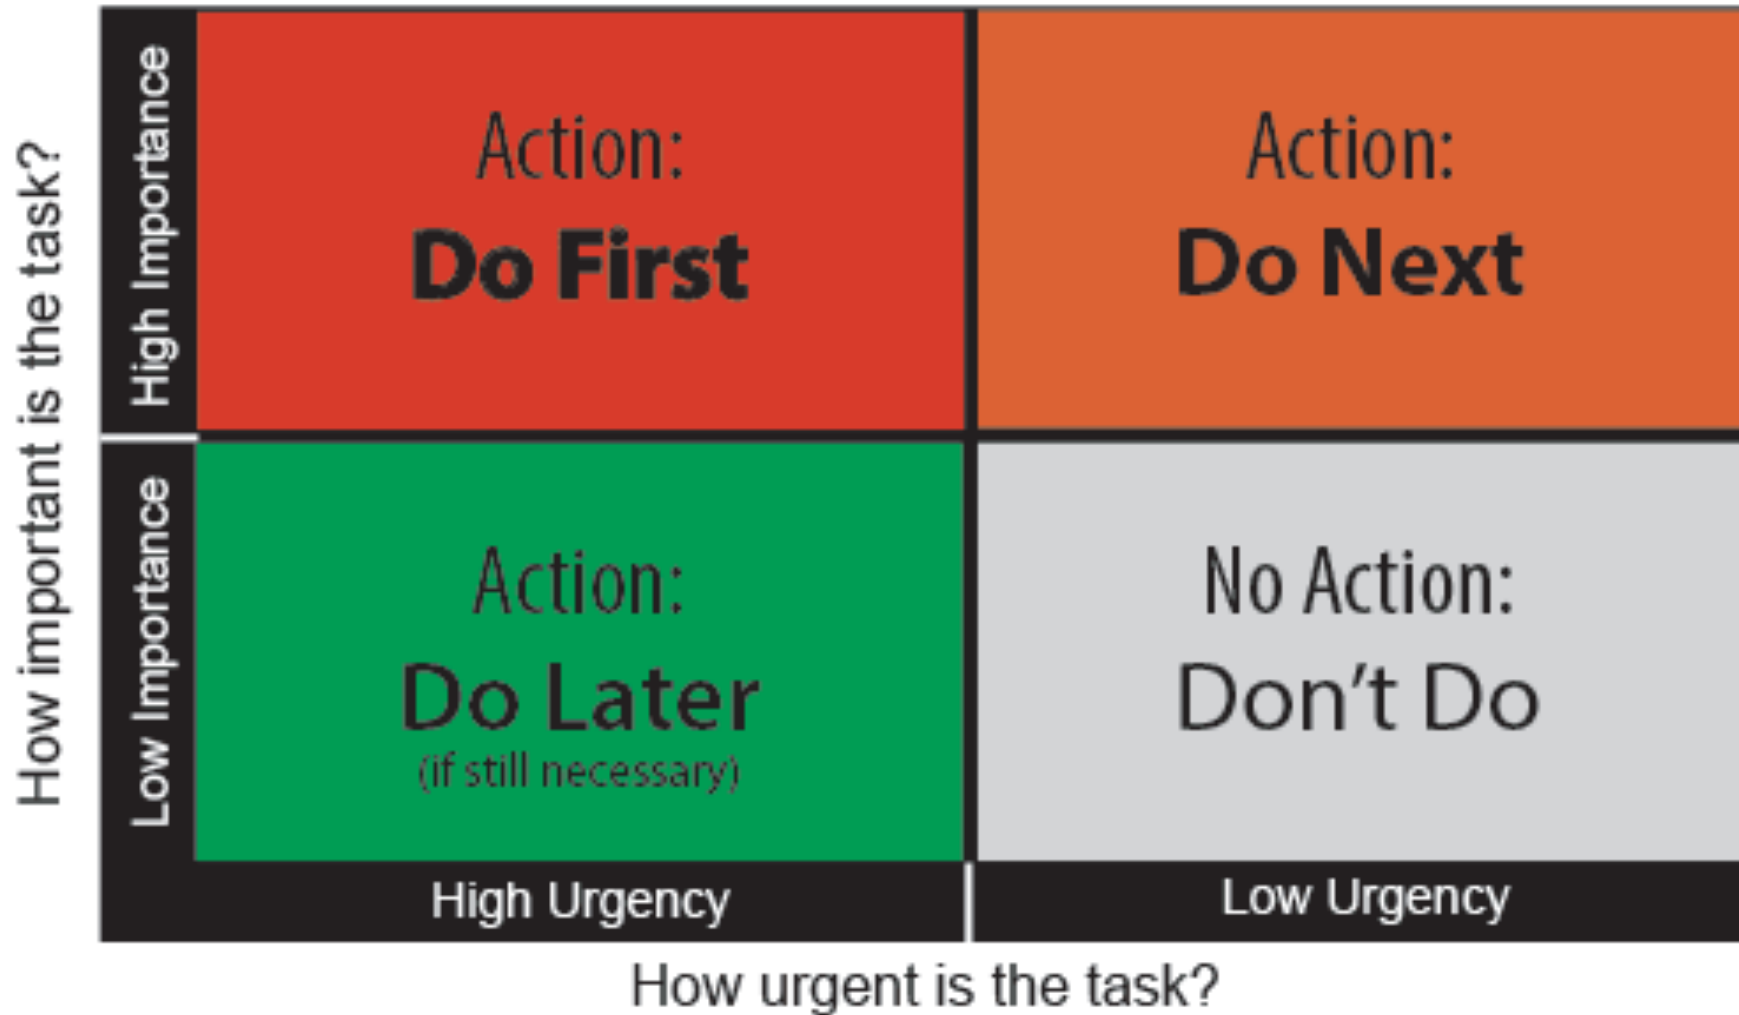 How important is the task?
High Importance
Action:
Do First
Action:
Do Next
Low Importance
Action:
Do Later
(if still necessary)
No Action:
Don’t Do
High Urgency
Low Urgency
How urgent is the task?